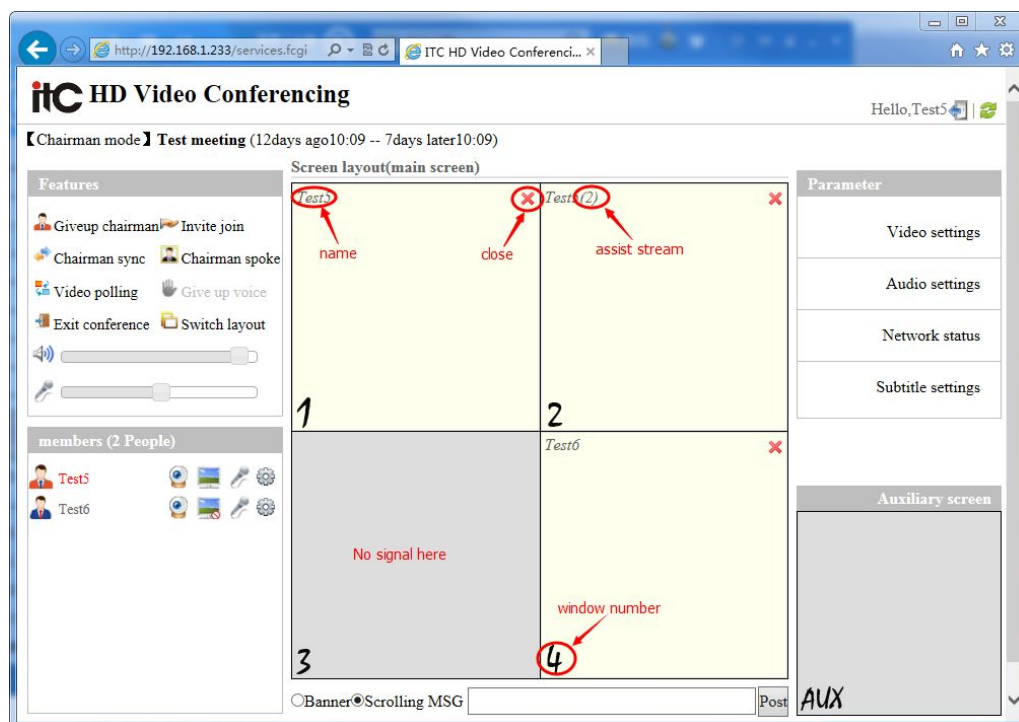 http://192.168.1.233/services.fcgi
ITC HD Video Conferenci...
itC HD Video Conferencing
Hello,Test5
【Chairman mode】Test meeting (12days ago10:09 -- 7days later10:09)
Screen layout(main screen)
Features
Giveup chairman
Invite join
Chairman sync
Chairman spoke
Video polling
Give up voice
Exit conference
Switch layout
members (2 People)
Test5
Test6
Test5
name
close
1
Test5(2)
assist stream
2
No signal here
3
Test6
window number
4
Banner
Scrolling MSG
Post
Parameter
Video settings
Audio settings
Network status
Subtitle settings
Auxiliary screen
AUX